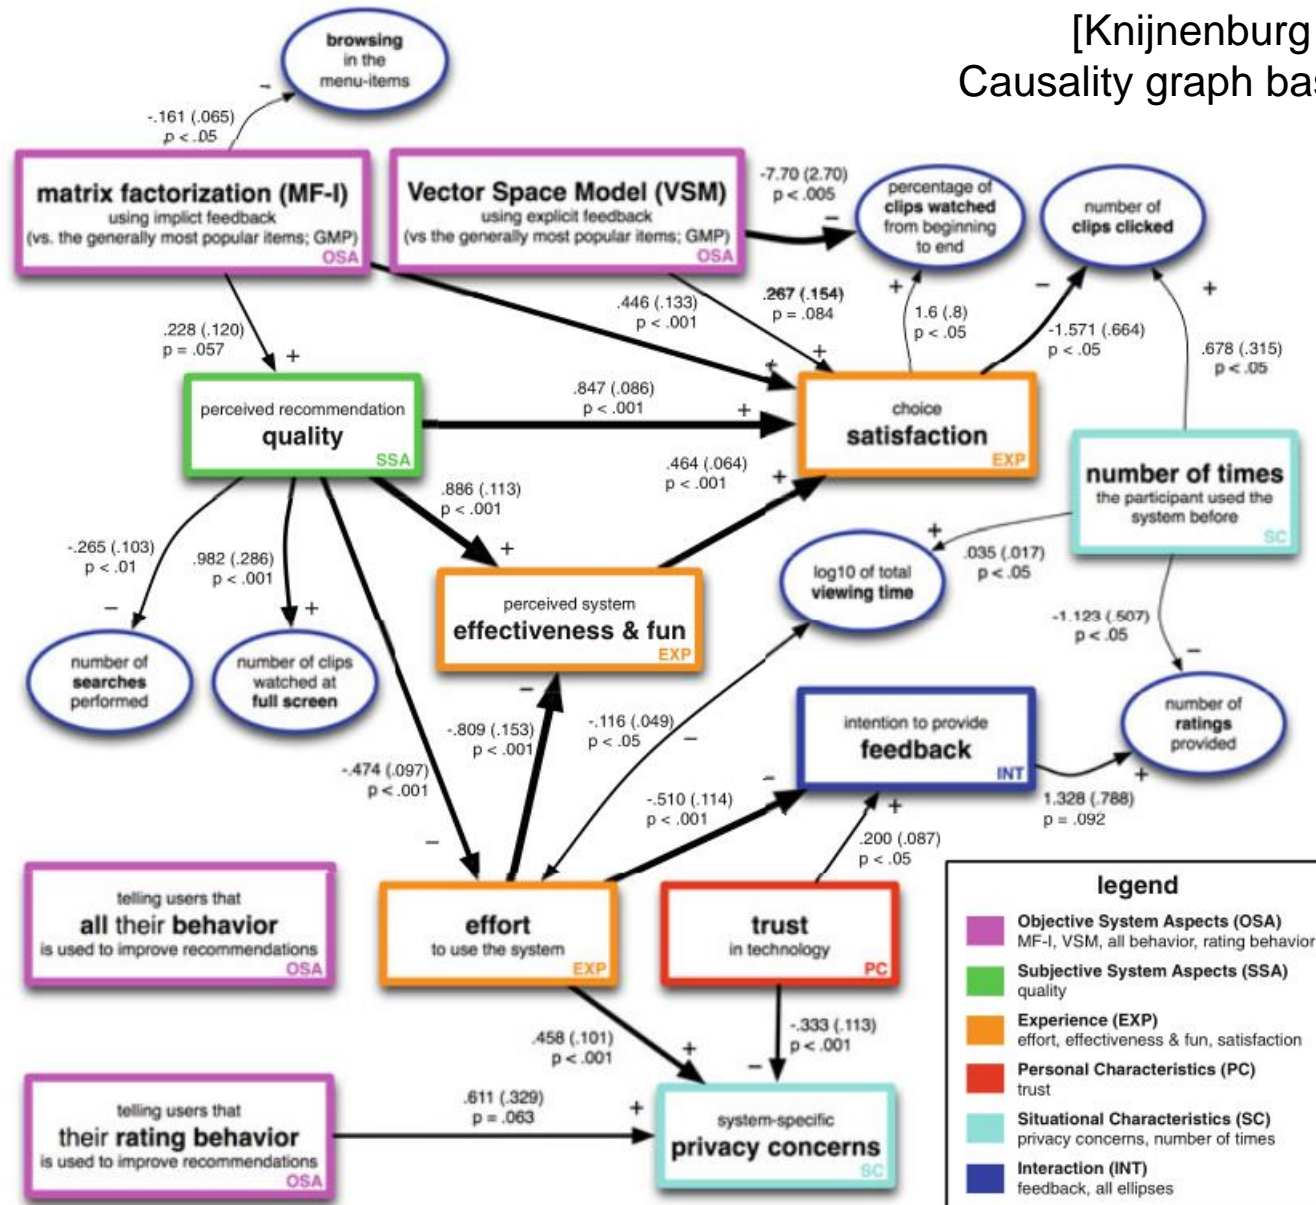 [Knijnenburg
Causality graph bas
browsing
in the
menu-items
−
-.161 (.065)
p < .05
matrix factorization (MF-I)
using implict feedback
(vs. the generally most popular items; GMP)
OSA
Vector Space Model (VSM)
using explicit feedback
(vs the generally most popular items; GMP)
OSA
-7.70 (2.70)
p <.005
−
percentage of
clips watched
from beginning
to end
number of
clips clicked
.228 (.120)
p = .057
+
.446 (.133)
p < .001
+
.267 (.154)
p = .084
+
+
1.6 (.8)
p < .05
−
-1.571 (.664)
p < .05
+
.678 (.315)
p < .05
perceived recommendation
quality
SSA
.847 (.086)
p < .001
+
choice
satisfaction
EXP
number of times
the participant used the
system before
SC
.886 (.113)
p < .001
+
.464 (.064)
p < .001
+
-.265 (.103)
p < .01
−
.982 (.286)
p < .001
+
number of
searches
performed
number of clips
watched at
full screen
perceived system
effectiveness & fun
EXP
log10 of total
viewing time
+
.035 (.017)
p < .05
-1.123 (.507)
p < .05
−
number of
ratings
provided
-.474 (.097)
p < .001
−
−
-.809 (.153)
p < .001
-.116 (.049)
p < .05
−
intention to provide
feedback
INT
+
1.328 (.788)
p = .092
−
-.510 (.114)
p < .001
+
.200 (.087)
p < .05
telling users that
all their behavior
is used to improve recommendations
OSA
effort
to use the system
EXP
trust
in technology
PC
.458 (.101)
p < .001
+
-.333 (.113)
p < .001
−
telling users that
their rating behavior
is used to improve recommendations
OSA
.611 (.329)
p = .063
+
system-specific
privacy concerns
SC
legend
Objective System Aspects (OSA)
MF-I, VSM, all behavior, rating behavior
Subjective System Aspects (SSA)
quality
Experience (EXP)
effort, effectiveness & fun, satisfaction
Personal Characteristics (PC)
trust
Situational Characteristics (SC)
privacy concerns, number of times
Interaction (INT)
feedback, all ellipses